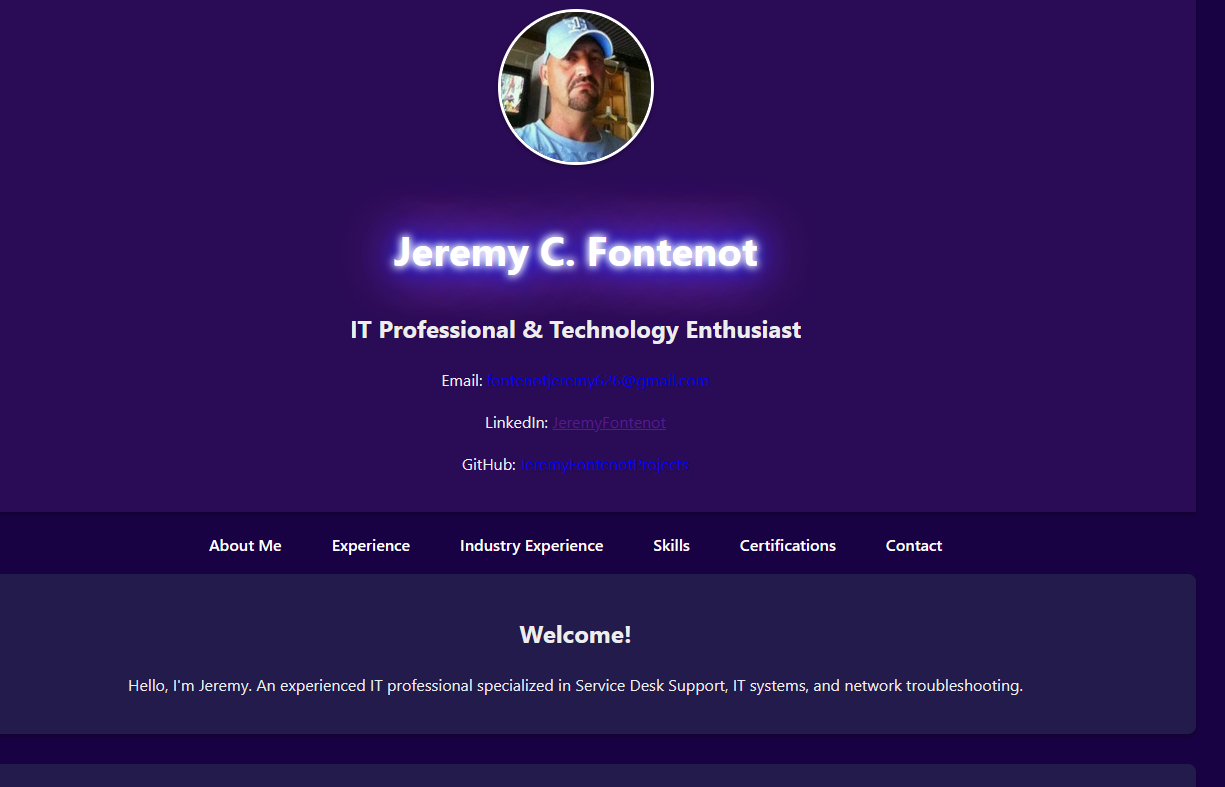 Jeremy C. Fontenot
IT Professional & Technology Enthusiast
Email: fontenotjeremy626@gmail.com
LinkedIn: JeremyFontenot
GitHub: JeremyFontenotProjects
About Me Experience Industry Experience Skills Certifications Contact
Welcome!
Hello, I'm Jeremy. An experienced IT professional specialized in Service Desk Support, IT systems, and network troubleshooting.